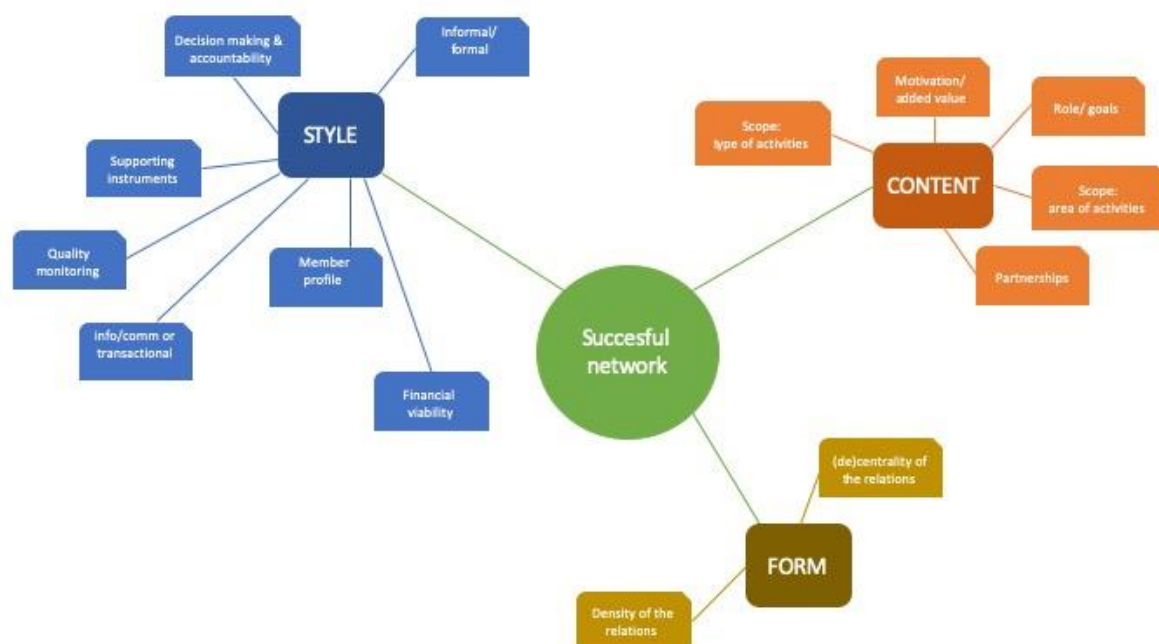 Decision making &
accountability
Informal/
formal
STYLE
Supporting
instruments
Quality
monitoring
Member
profile
info/comm or
transactional
Financial
viability
Motivation/
added value
Role/ goals
Scope:
type of activities
CONTENT
Scope:
area of activities
Partnerships
Succesful
network
(de)centrality of
the relations
FORM
Density of the
relations